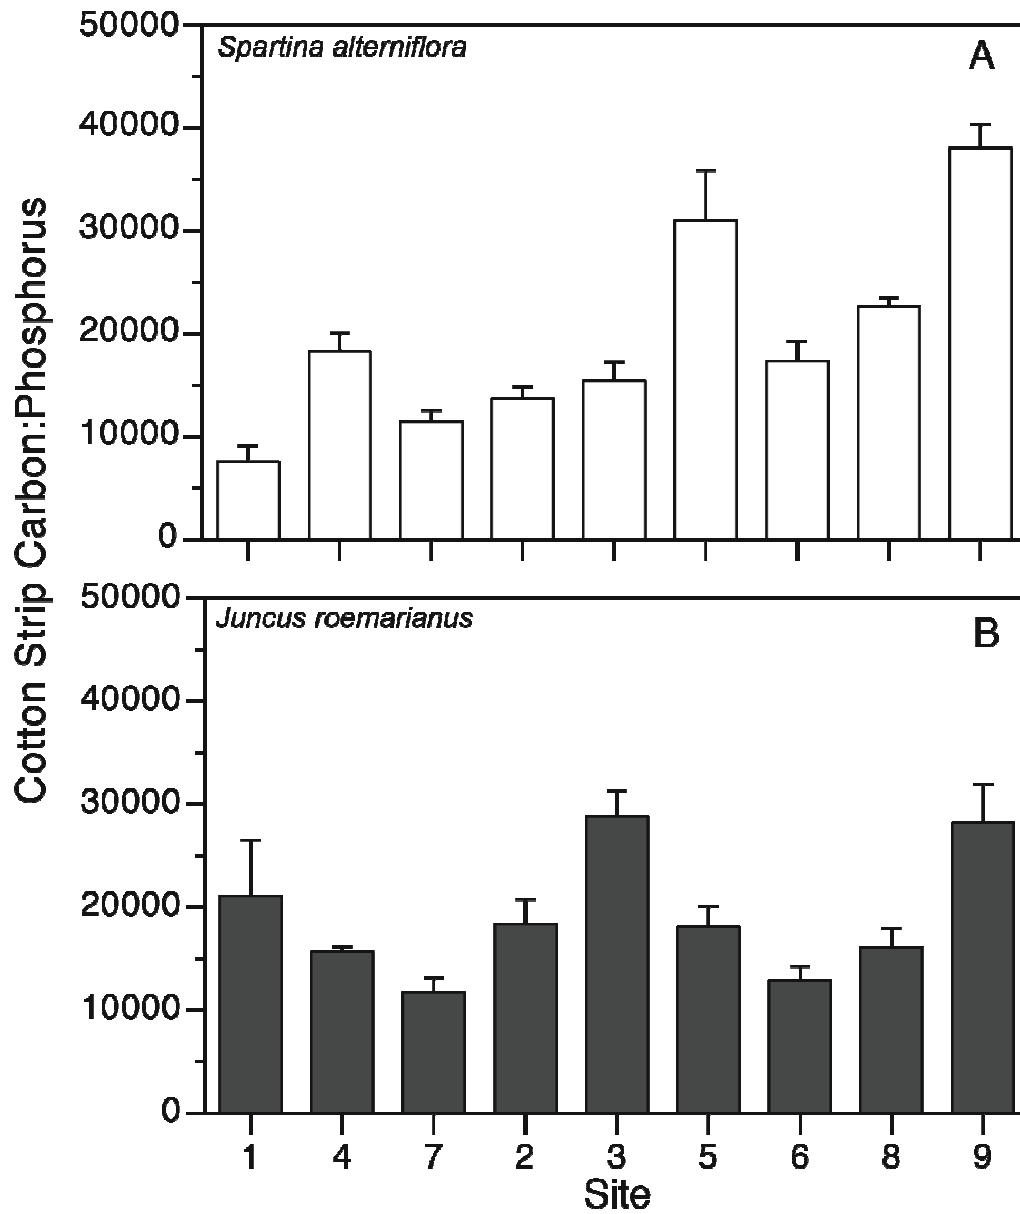 Cotton Strip Carbon:Phosphorus
50000
40000
30000
20000
10000
0
Spartina alterniflora
A
50000
40000
30000
20000
10000
0
Juncus roemarianus
B
1 4 7 2 3 5 6 8 9
Site